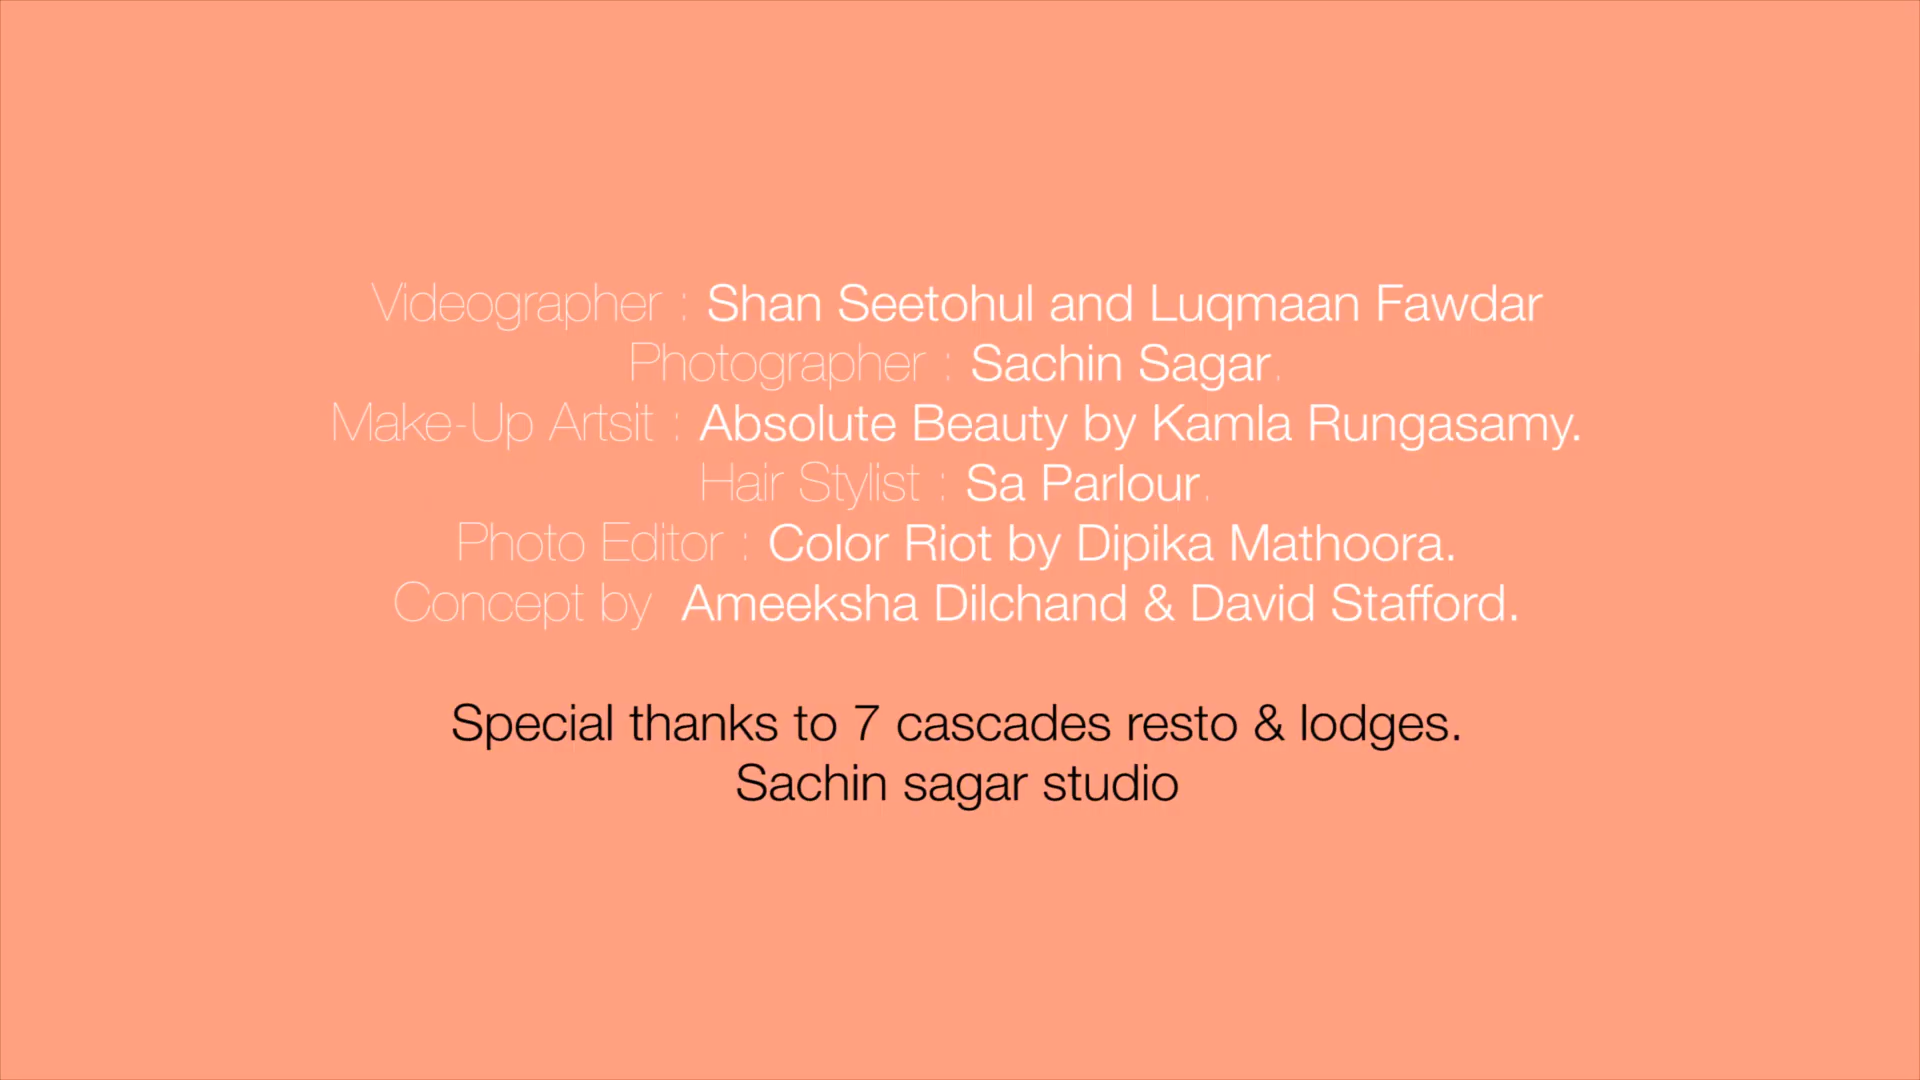 Videographer : Shan Seetohul and Luqmaan Fawdar
Photographer : Sachin Sagar.
Make-Up Artsit : Absolute Beauty by Kamla Rungasamy.
Hair Stylist : Sa Parlour.
Photo Editor : Color Riot by Dipika Mathoora.
Concept by Ameeksha Dilchand & David Stafford.
Special thanks to 7 cascades resto & lodges.
Sachin sagar studio